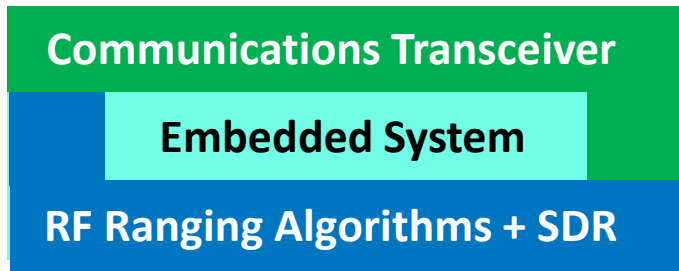 Communications Transceiver
Embedded System
RF Ranging Algorithms + SDR